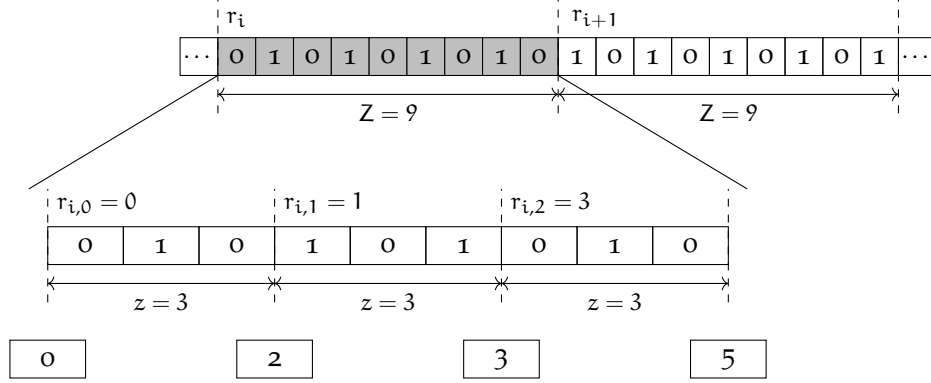 r_i r_{i+1}
⋯ 0 1 0 1 0 1 0 1 0 1 0 1 0 1 0 1 0 1 ⋯
Z = 9 Z = 9
r_{i,0} = 0 r_{i,1} = 1 r_{i,2} = 3
0 1 0 1 0 1 0 1 0
z = 3 z = 3 z = 3
0 2 3 5